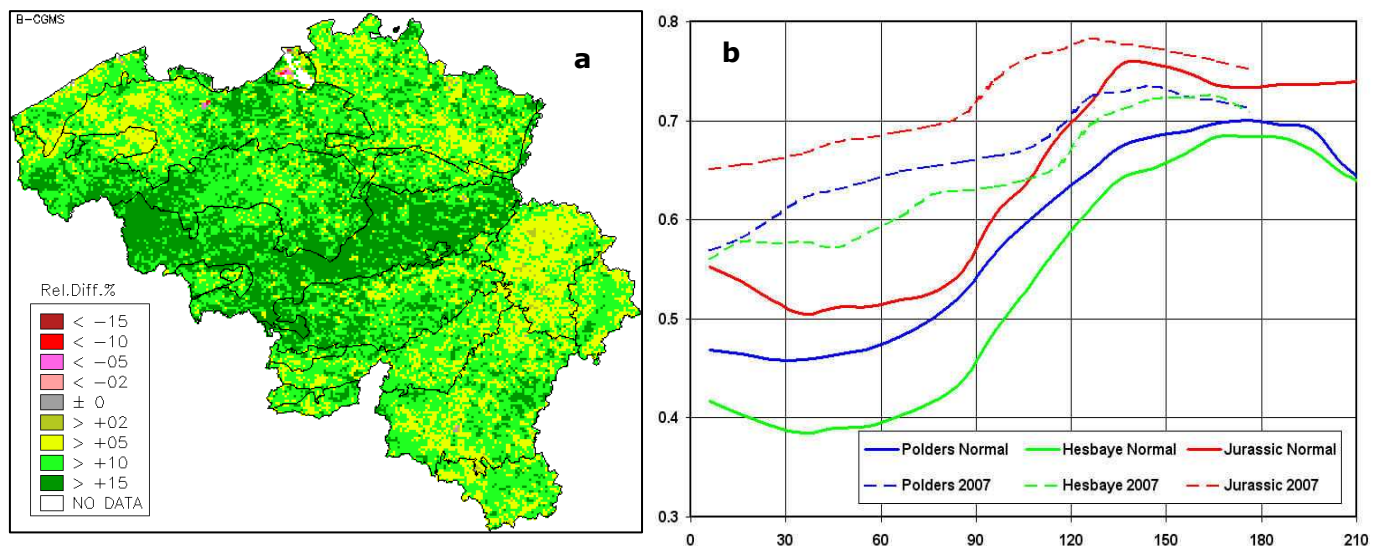 B-CGMS
a
Rel.Diff.%
< -15
< -10
< -05
< -02
± 0
> +02
> +05
> +10
> +15
NO DATA
b
0.8
0.7
0.6
0.5
0.4
0.3
0 30 60 90 120 150 180 210
Polders Normal Hesbaye Normal Jurassic Normal
Polders 2007 Hesbaye 2007 Jurassic 2007